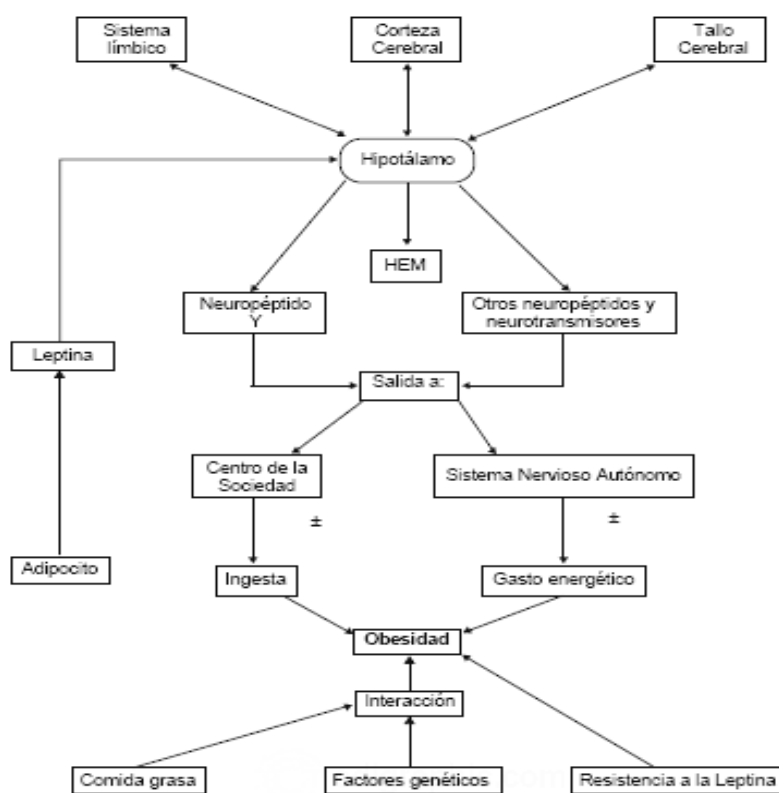 Sistema
límbico
Corteza
Cerebral
Tallo
Cerebral
Hipotálamo
HEM
Neuropéptido
Y
Otros neuropéptidos y
neurotransmisores
Leptina
Salida a:
Centro de la
Sociedad
Sistema Nervioso Autónomo
±
±
Adipocito
Ingesta
Gasto energético
Obesidad
Interacción
Comida grasa
Factores genéticos
Resistencia a la Leptina